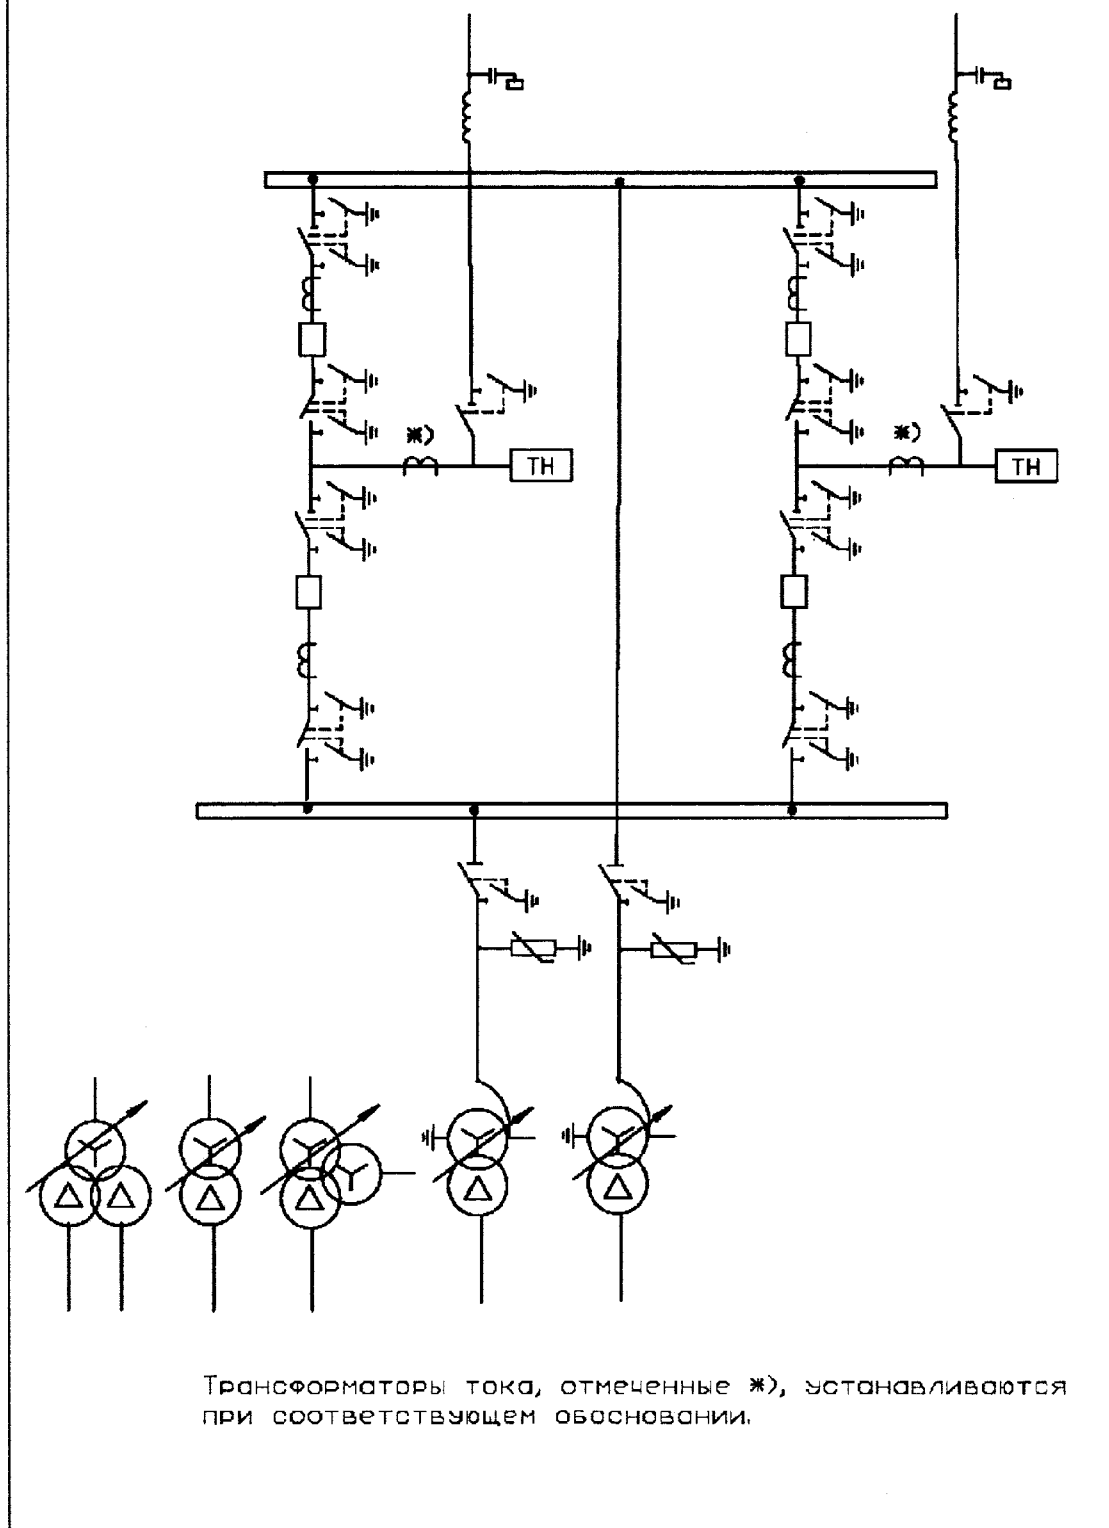 ж)
ж)
ТН
ТН
Трансформаторы тока, отмеченные ж), устанавливаются
при соответствующем обосновании.